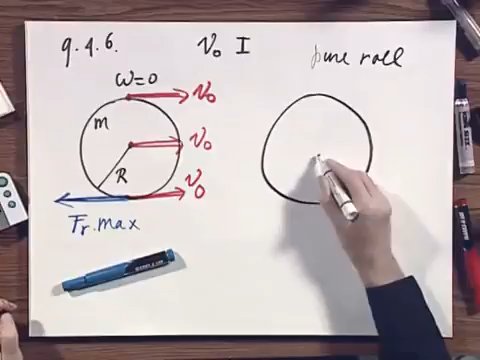 9.4.6.
v₀ I
pure roll
ω=0
v₀
m
v₀
R
v₀
Fr.max